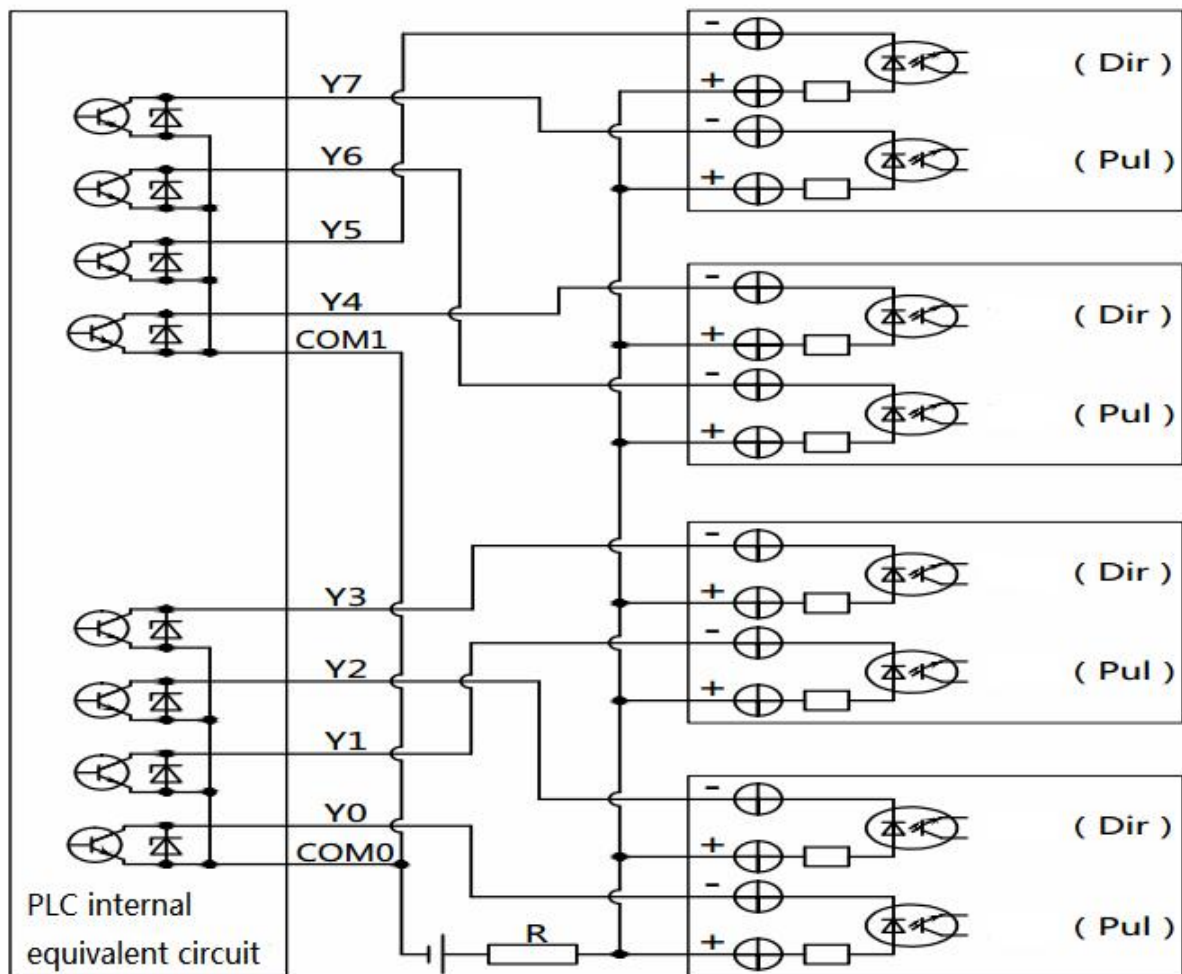 Y7
Y6
Y5
Y4
COM1
Y3
Y2
Y1
Y0
COM0
PLC internal
equivalent circuit
R
- ( Dir )
+
- ( Pul )
+
- ( Dir )
+
- ( Pul )
+
- ( Dir )
+
- ( Pul )
+
- ( Dir )
+
- ( Pul )
+